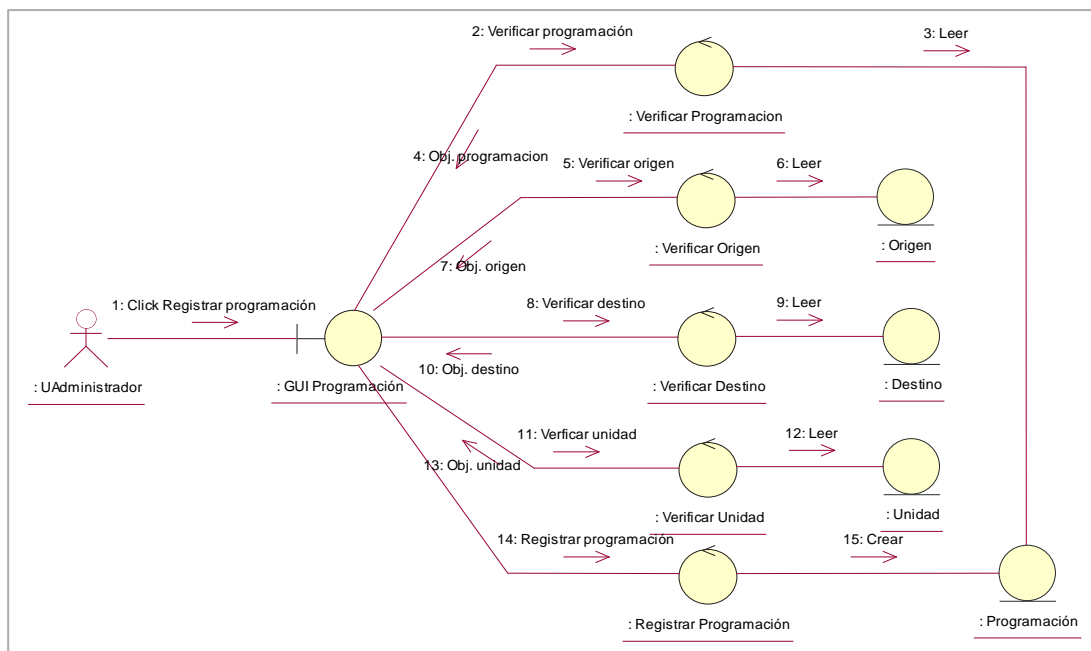 2: Verificar programación
3: Leer
: Verificar Programacion
4: Obj. programacion
5: Verificar origen
6: Leer
: Verificar Origen
: Origen
7: Obj. origen
1: Click Registrar programación
8: Verificar destino
9: Leer
: UAdministrador
: GUI Programación
10: Obj. destino
: Verificar Destino
: Destino
11: Verficar unidad
12: Leer
13: Obj. unidad
: Verificar Unidad
: Unidad
14: Registrar programación
15: Crear
: Registrar Programación
: Programación